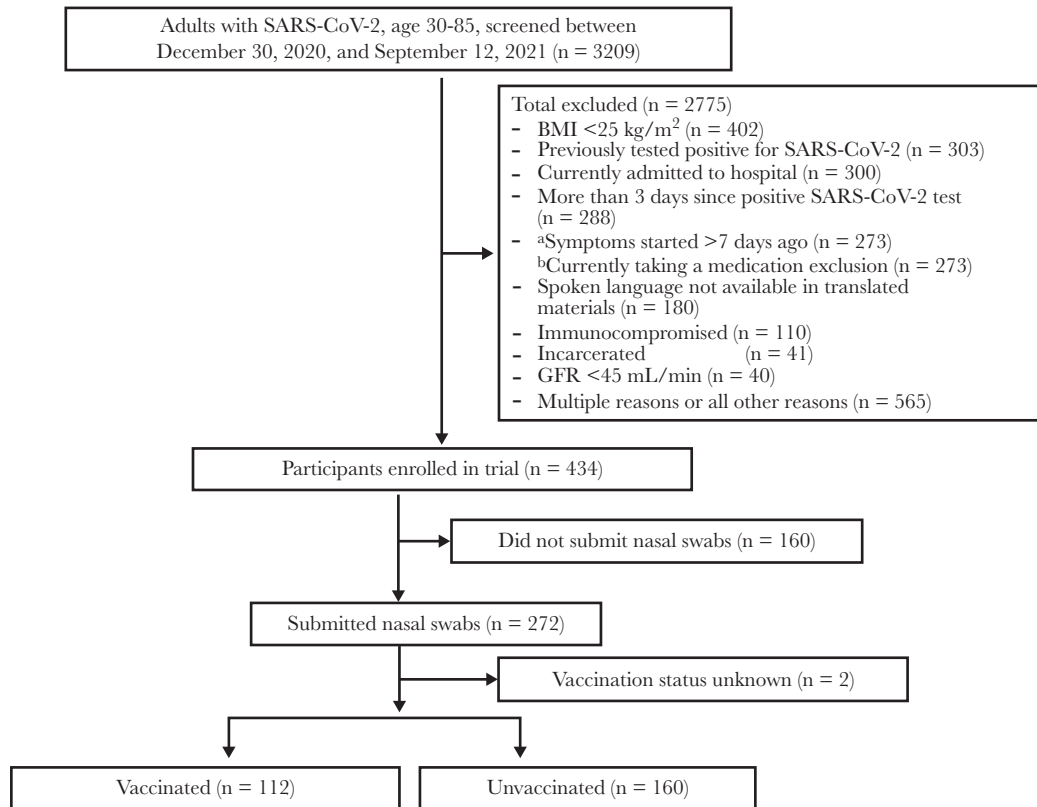 Adults with SARS-CoV-2, age 30-85, screened between
December 30, 2020, and September 12, 2021 (n = 3209)
Total excluded (n = 2775)
- BMI <25 kg/m² (n = 402)
- Previously tested positive for SARS-CoV-2 (n = 303)
- Currently admitted to hospital (n = 300)
- More than 3 days since positive SARS-CoV-2 test
(n = 288)
- ᵃSymptoms started >7 days ago (n = 273)
ᵇCurrently taking a medication exclusion (n = 273)
- Spoken language not available in translated
materials (n = 180)
- Immunocompromised (n = 110)
- Incarcerated (n = 41)
- GFR <45 mL/min (n = 40)
- Multiple reasons or all other reasons (n = 565)
Participants enrolled in trial (n = 434)
Did not submit nasal swabs (n = 160)
Submitted nasal swabs (n = 272)
Vaccination status unknown (n = 2)
Vaccinated (n = 112)
Unvaccinated (n = 160)